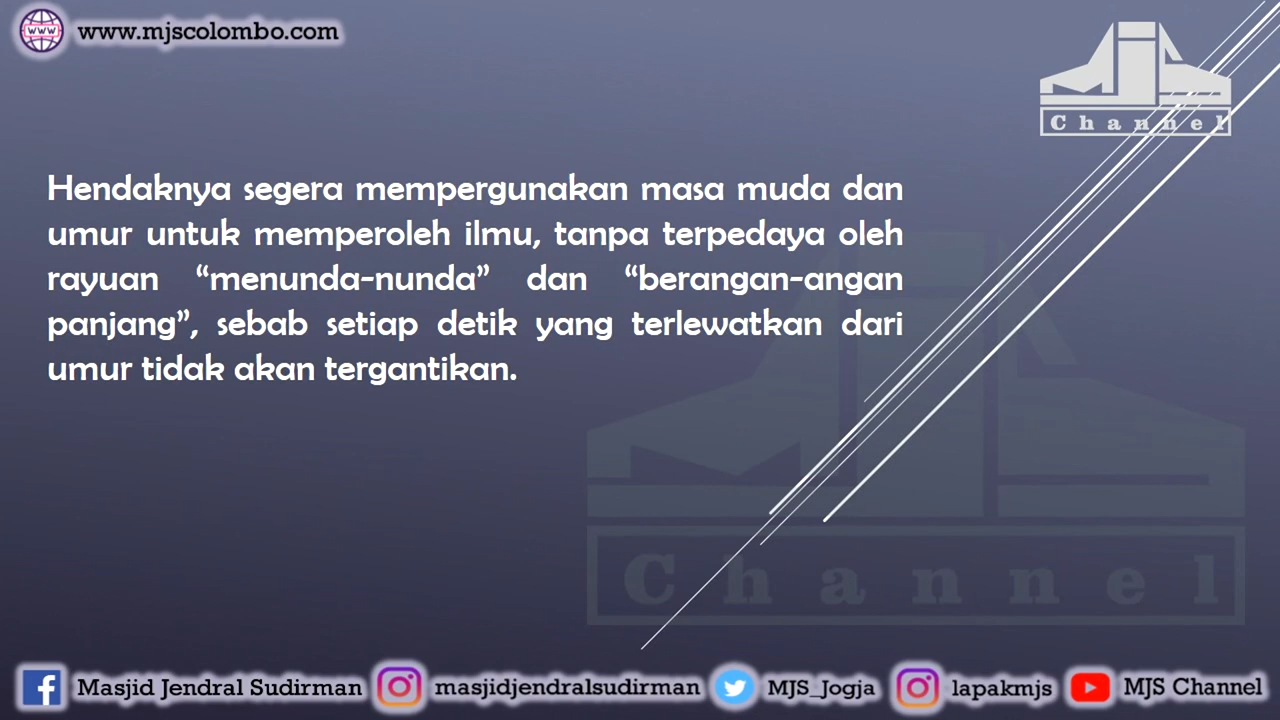 www.mjscolombo.com
MJS
Channel
Hendaknya segera mempergunakan masa muda dan
umur untuk memperoleh ilmu, tanpa terpedaya oleh
rayuan “menunda-nunda” dan “berangan-angan
panjang”, sebab setiap detik yang terlewatkan dari
umur tidak akan tergantikan.
MJS
Channel
Masjid Jendral Sudirman masjidjendralsudirman MJS_Jogja lapakmjs MJS Channel